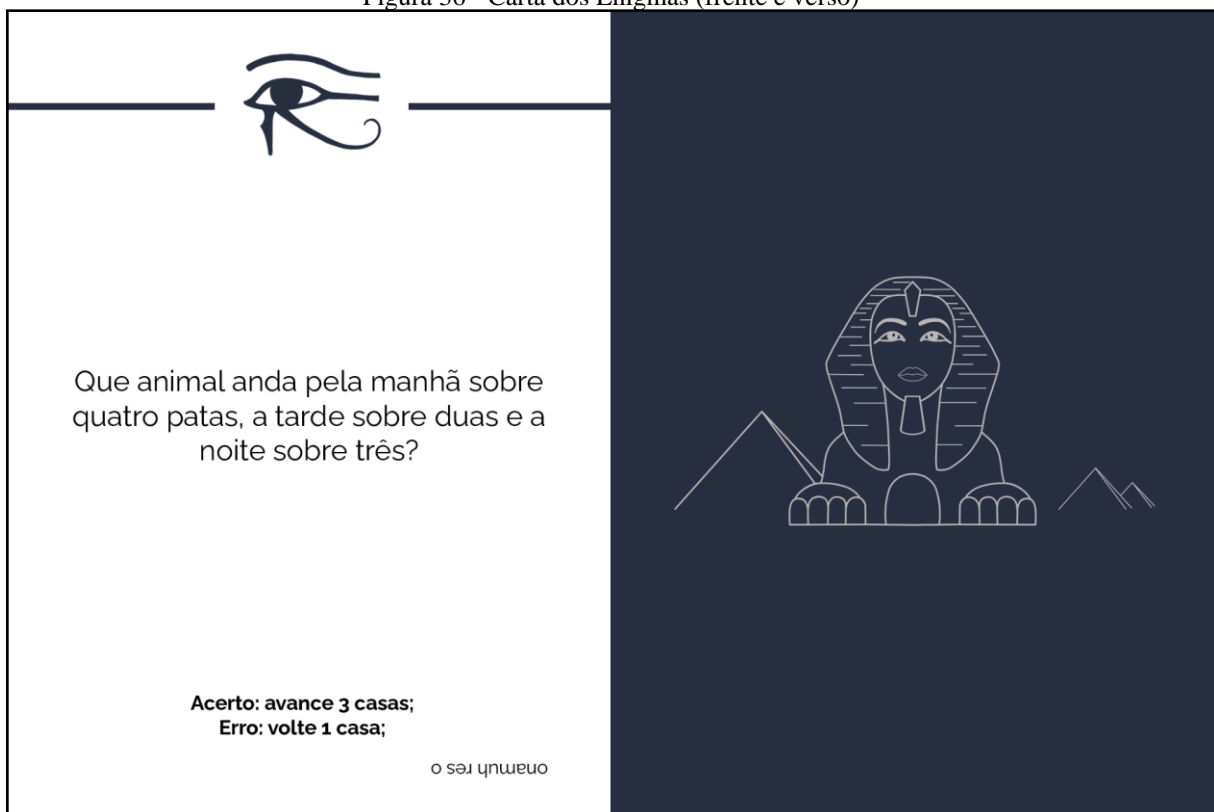 Figura - Carta dos Enigmas (frente e verso)
Que animal anda pela manhã sobre
quatro patas, a tarde sobre duas e a
noite sobre três?
Acerto: avance 3 casas;
Erro: volte 1 casa;
o ser humano